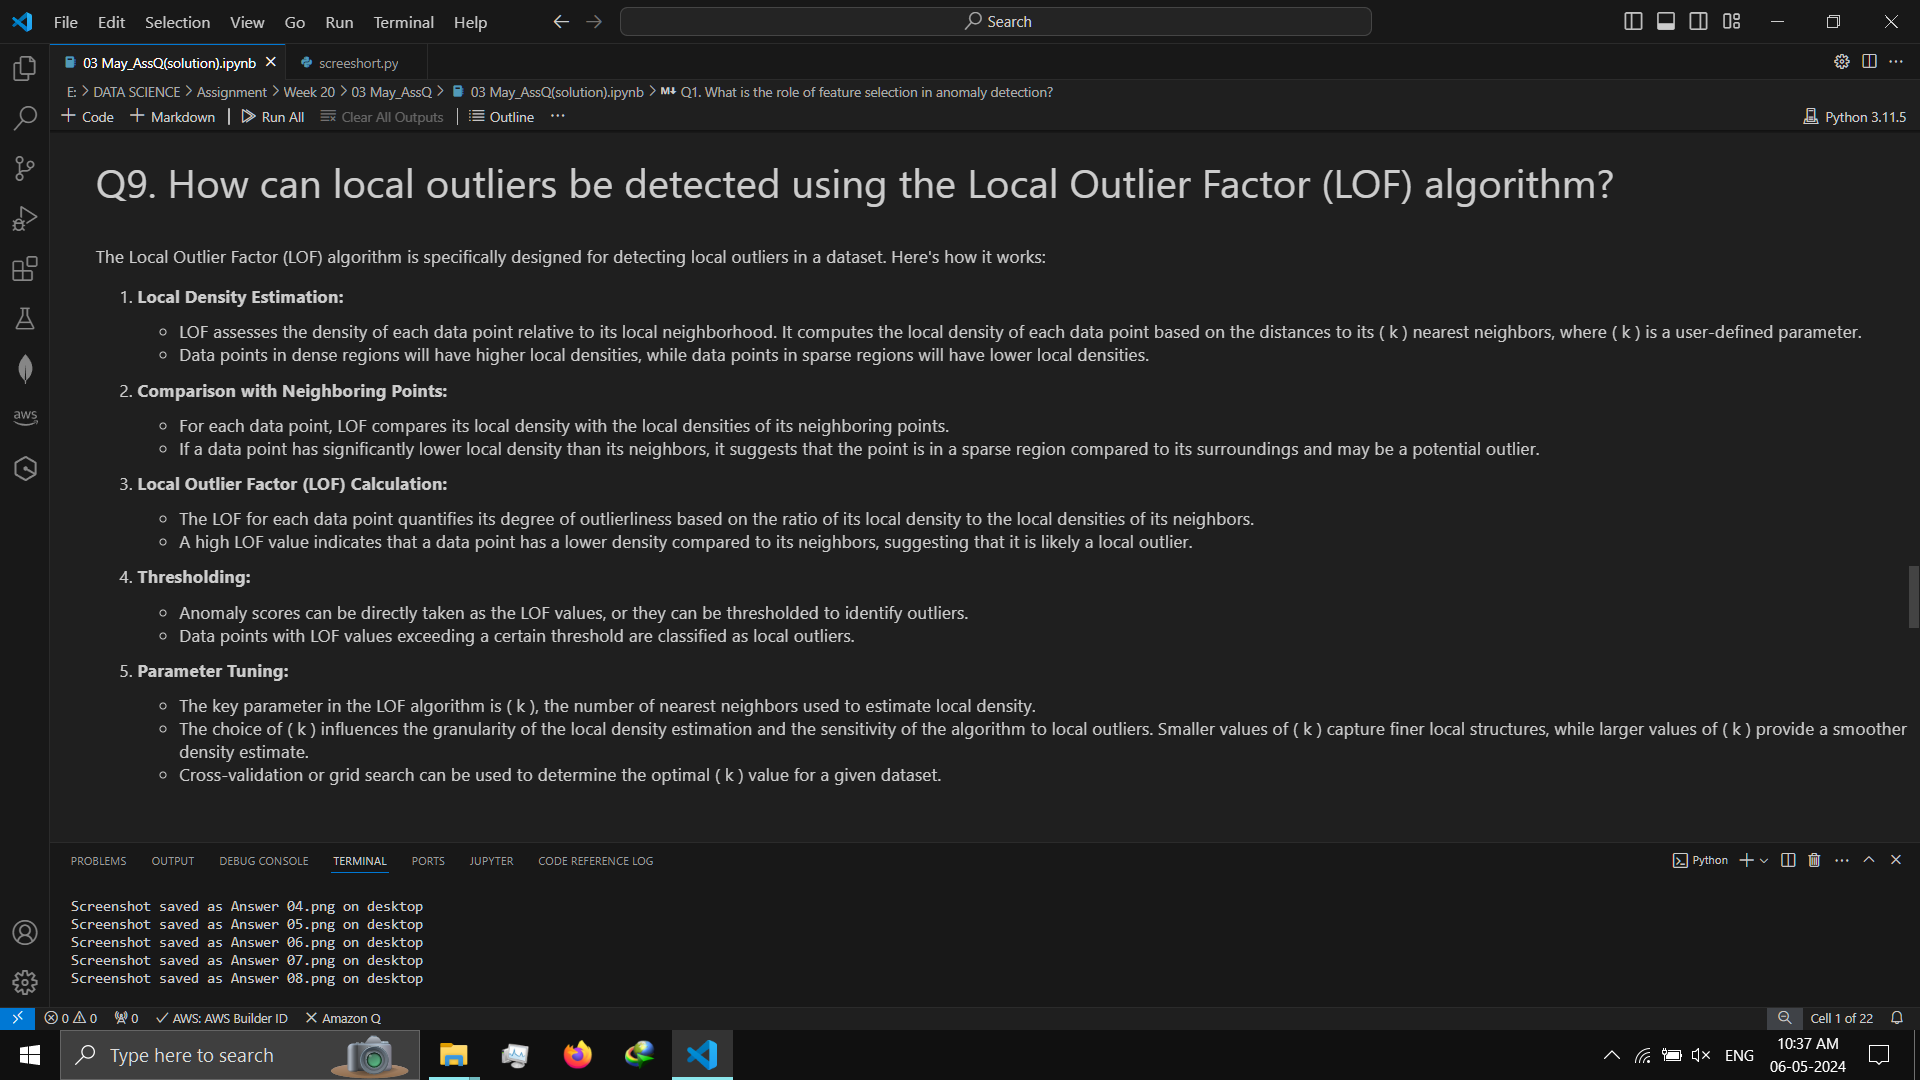 File Edit Selection View Go Run Terminal Help Search
03 May_AssQ(solution).ipynb screeshort.py
E: > DATA SCIENCE > Assignment > Week 20 > 03 May_AssQ > 03 May_AssQ(solution).ipynb > M↓ Q1. What is the role of feature selection in anomaly detection?
+ Code + Markdown | Run All Clear All Outputs | Outline ... Python 3.11.5
Q9. How can local outliers be detected using the Local Outlier Factor (LOF) algorithm?
The Local Outlier Factor (LOF) algorithm is specifically designed for detecting local outliers in a dataset. Here's how it works:
1. Local Density Estimation:
○ LOF assesses the density of each data point relative to its local neighborhood. It computes the local density of each data point based on the distances to its ( k ) nearest neighbors, where ( k ) is a user-defined parameter.
○ Data points in dense regions will have higher local densities, while data points in sparse regions will have lower local densities.
2. Comparison with Neighboring Points:
○ For each data point, LOF compares its local density with the local densities of its neighboring points.
○ If a data point has significantly lower local density than its neighbors, it suggests that the point is in a sparse region compared to its surroundings and may be a potential outlier.
3. Local Outlier Factor (LOF) Calculation:
○ The LOF for each data point quantifies its degree of outlierliness based on the ratio of its local density to the local densities of its neighbors.
○ A high LOF value indicates that a data point has a lower density compared to its neighbors, suggesting that it is likely a local outlier.
4. Thresholding:
○ Anomaly scores can be directly taken as the LOF values, or they can be thresholded to identify outliers.
○ Data points with LOF values exceeding a certain threshold are classified as local outliers.
5. Parameter Tuning:
○ The key parameter in the LOF algorithm is ( k ), the number of nearest neighbors used to estimate local density.
○ The choice of ( k ) influences the granularity of the local density estimation and the sensitivity of the algorithm to local outliers. Smaller values of ( k ) capture finer local structures, while larger values of ( k ) provide a smoother
density estimate.
○ Cross-validation or grid search can be used to determine the optimal ( k ) value for a given dataset.
aws
PROBLEMS OUTPUT DEBUG CONSOLE TERMINAL PORTS JUPYTER CODE REFERENCE LOG Python
Screenshot saved as Answer 04.png on desktop
Screenshot saved as Answer 05.png on desktop
Screenshot saved as Answer 06.png on desktop
Screenshot saved as Answer 07.png on desktop
Screenshot saved as Answer 08.png on desktop
0 0 0 AWS: AWS Builder ID Amazon Q Cell 1 of 22
Type here to search ENG 10:37 AM
06-05-2024